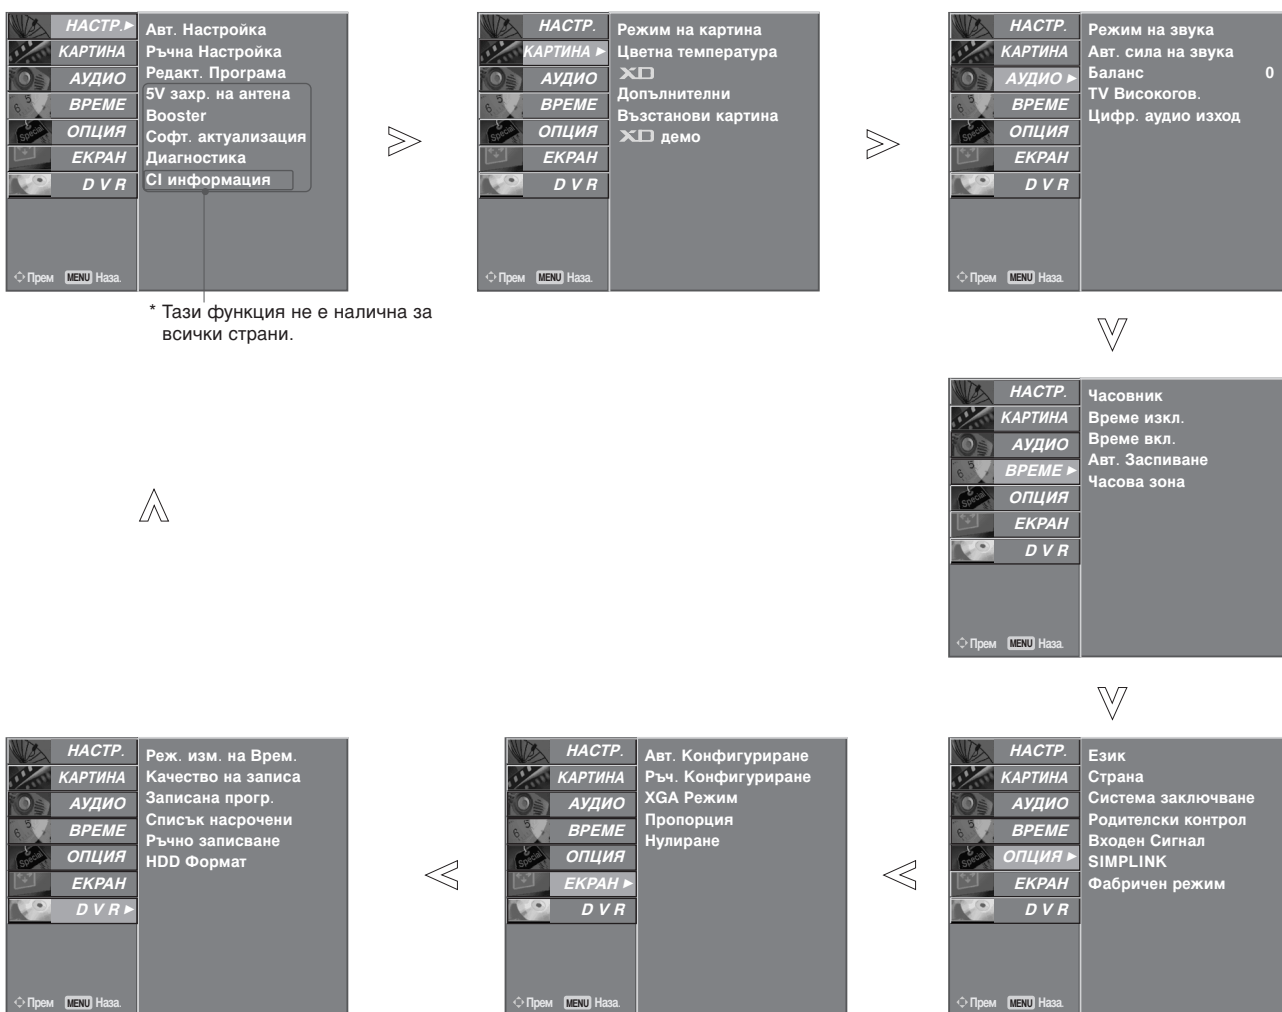 НАСТР.
КАРТИНА
АУДИО
ВРЕМЕ
ОПЦИЯ
ЕКРАН
D V R
Авт. Настройка
Ръчна Настройка
Редакт. Програма
5V захр. на антена
Booster
Софт. актуализация
Диагностика
CI информация
Прем MENU Наза.
* Тази функция не е налична за
всички страни.
НАСТР.
КАРТИНА
АУДИО
ВРЕМЕ
ОПЦИЯ
ЕКРАН
D V R
Режим на картина
Цветна температура
XD
Допълнителни
Възстанови картина
XD демо
Прем MENU Наза.
НАСТР.
КАРТИНА
АУДИО
ВРЕМЕ
ОПЦИЯ
ЕКРАН
D V R
Режим на звука
Авт. сила на звука
Баланс 0
TV Високогов.
Цифр. аудио изход
Прем MENU Наза.
НАСТР.
КАРТИНА
АУДИО
ВРЕМЕ
ОПЦИЯ
ЕКРАН
D V R
Часовник
Време изкл.
Време вкл.
Авт. Заспиване
Часова зона
Прем MENU Наза.
НАСТР.
КАРТИНА
АУДИО
ВРЕМЕ
ОПЦИЯ
ЕКРАН
D V R
Реж. изм. на Врем.
Качество на записа
Записана прогр.
Списък насрочени
Ръчно записване
HDD Формат
Прем MENU Наза.
НАСТР.
КАРТИНА
АУДИО
ВРЕМЕ
ОПЦИЯ
ЕКРАН
D V R
Авт. Конфигуриране
Ръч. Конфигуриране
XGA Режим
Пропорция
Нулиране
Прем MENU Наза.
НАСТР.
КАРТИНА
АУДИО
ВРЕМЕ
ОПЦИЯ
ЕКРАН
D V R
Език
Страна
Система заключване
Родителски контрол
Входен Сигнал
SIMPLINK
Фабричен режим
Прем MENU Наза.